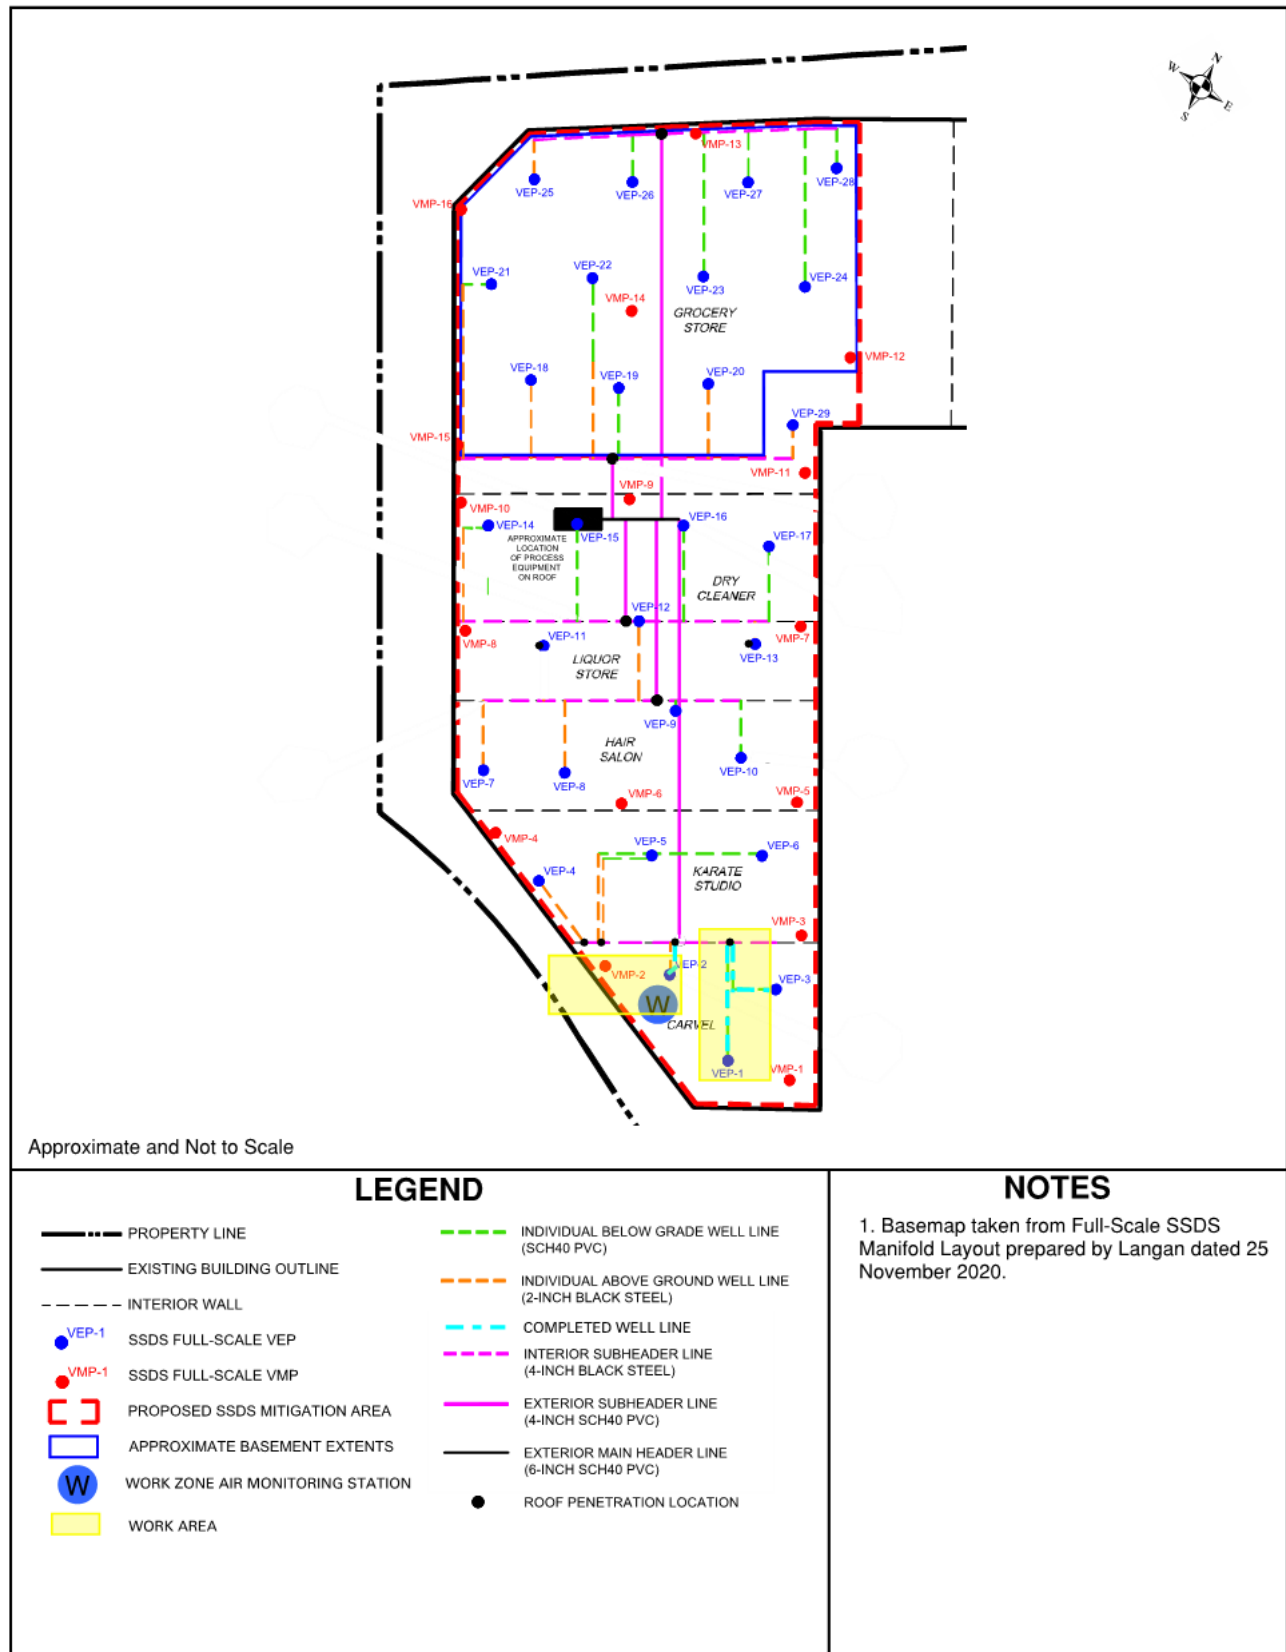 N
W
E
S
VMP-13
VEP-25
VEP-26
VEP-27
VEP-28
VMP-16
VEP-21
VEP-22
VEP-23
VEP-24
VMP-14
GROCERY
STORE
VMP-12
VEP-18
VEP-19
VEP-20
VEP-29
VMP-15
VMP-11
VMP-9
VMP-10
VEP-14
VEP-15
VEP-16
VEP-17
APPROXIMATE
LOCATION
OF PROCESS
EQUIPMENT
ON ROOF
DRY
CLEANER
VEP-12
VMP-8
VEP-11
VMP-7
VEP-13
LIQUOR
STORE
VEP-9
HAIR
SALON
VEP-10
VEP-7
VEP-8
VMP-6
VMP-5
VMP-4
VEP-5
VEP-6
VEP-4
KARATE
STUDIO
VMP-3
VMP-2
VEP-2
VEP-3
W
CARVEL
VEP-1
VMP-1
Approximate and Not to Scale
LEGEND
PROPERTY LINE
EXISTING BUILDING OUTLINE
INTERIOR WALL
VEP-1 SSDS FULL-SCALE VEP
VMP-1 SSDS FULL-SCALE VMP
PROPOSED SSDS MITIGATION AREA
APPROXIMATE BASEMENT EXTENTS
W WORK ZONE AIR MONITORING STATION
WORK AREA
INDIVIDUAL BELOW GRADE WELL LINE
(SCH40 PVC)
INDIVIDUAL ABOVE GROUND WELL LINE
(2-INCH BLACK STEEL)
COMPLETED WELL LINE
INTERIOR SUBHEADER LINE
(4-INCH BLACK STEEL)
EXTERIOR SUBHEADER LINE
(4-INCH SCH40 PVC)
EXTERIOR MAIN HEADER LINE
(6-INCH SCH40 PVC)
ROOF PENETRATION LOCATION
NOTES
1. Basemap taken from Full-Scale SSDS
Manifold Layout prepared by Langan dated 25
November 2020.